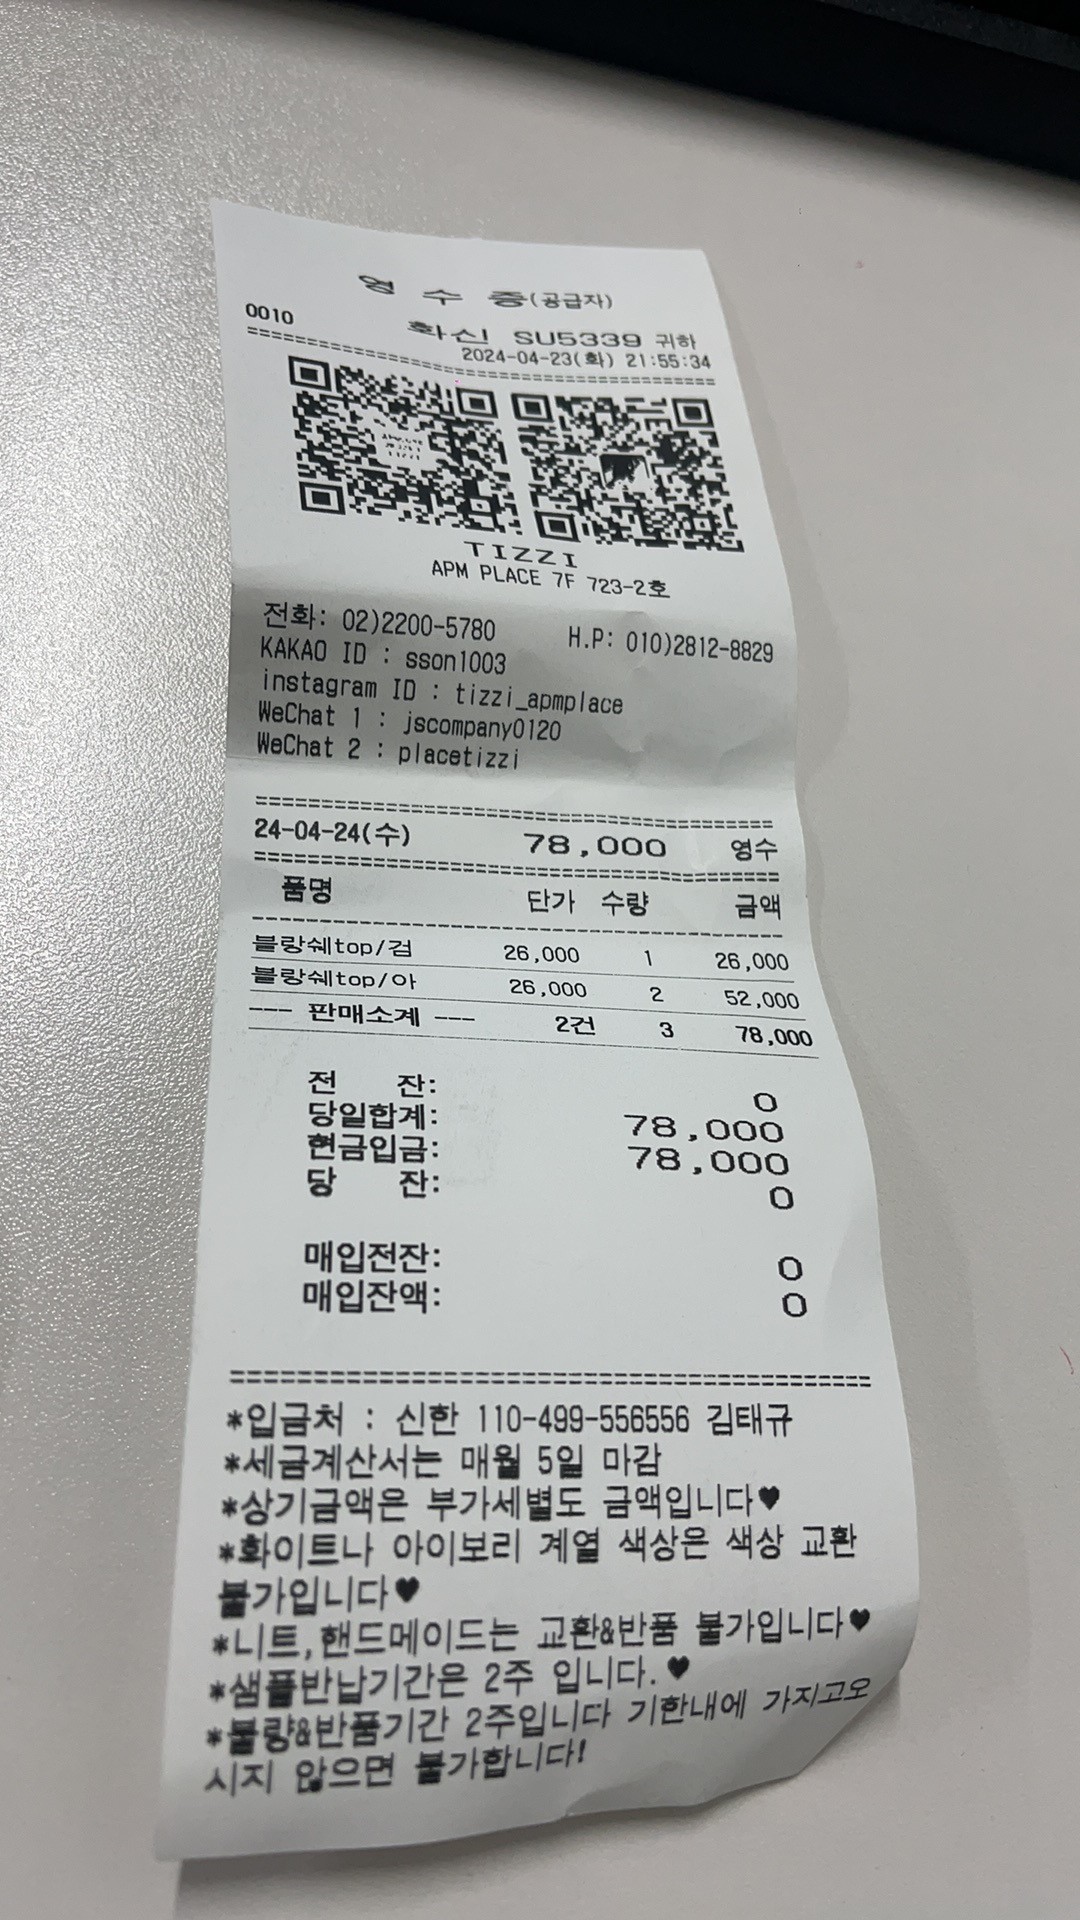 영 수 증(공급자)
0010 화신 SU5339 귀하
2024-04-23(화) 21:55:34
TIZZI
APM PLACE 7F 723-2호
전화: 02)2200-5780 H.P: 010)2812-8829
KAKAO ID : sson1003
instagram ID : tizzi_apmplace
WeChat 1 : jscompany0120
WeChat 2 : placetizzi
24-04-24(수) 78,000 영수
품명 단가 수량 금액
블랑쉐top/검 26,000 1 26,000
블랑쉐top/아 26,000 2 52,000
--- 판매소계 --- 2건 3 78,000
전 잔: 0
당일합계: 78,000
현금입금: 78,000
당 잔: 0
매입전잔: 0
매입잔액: 0
*입금처 : 신한 110-499-556556 김태규
*세금계산서는 매월 5일 마감
*상기금액은 부가세별도 금액입니다♥
*화이트나 아이보리 계열 색상은 색상 교환
불가입니다♥
*니트,핸드메이드는 교환&반품 불가입니다♥
*샘플반납기간은 2주 입니다.♥
*불량&반품기간 2주입니다 기한내에 가지고오
시지 않으면 불가합니다!